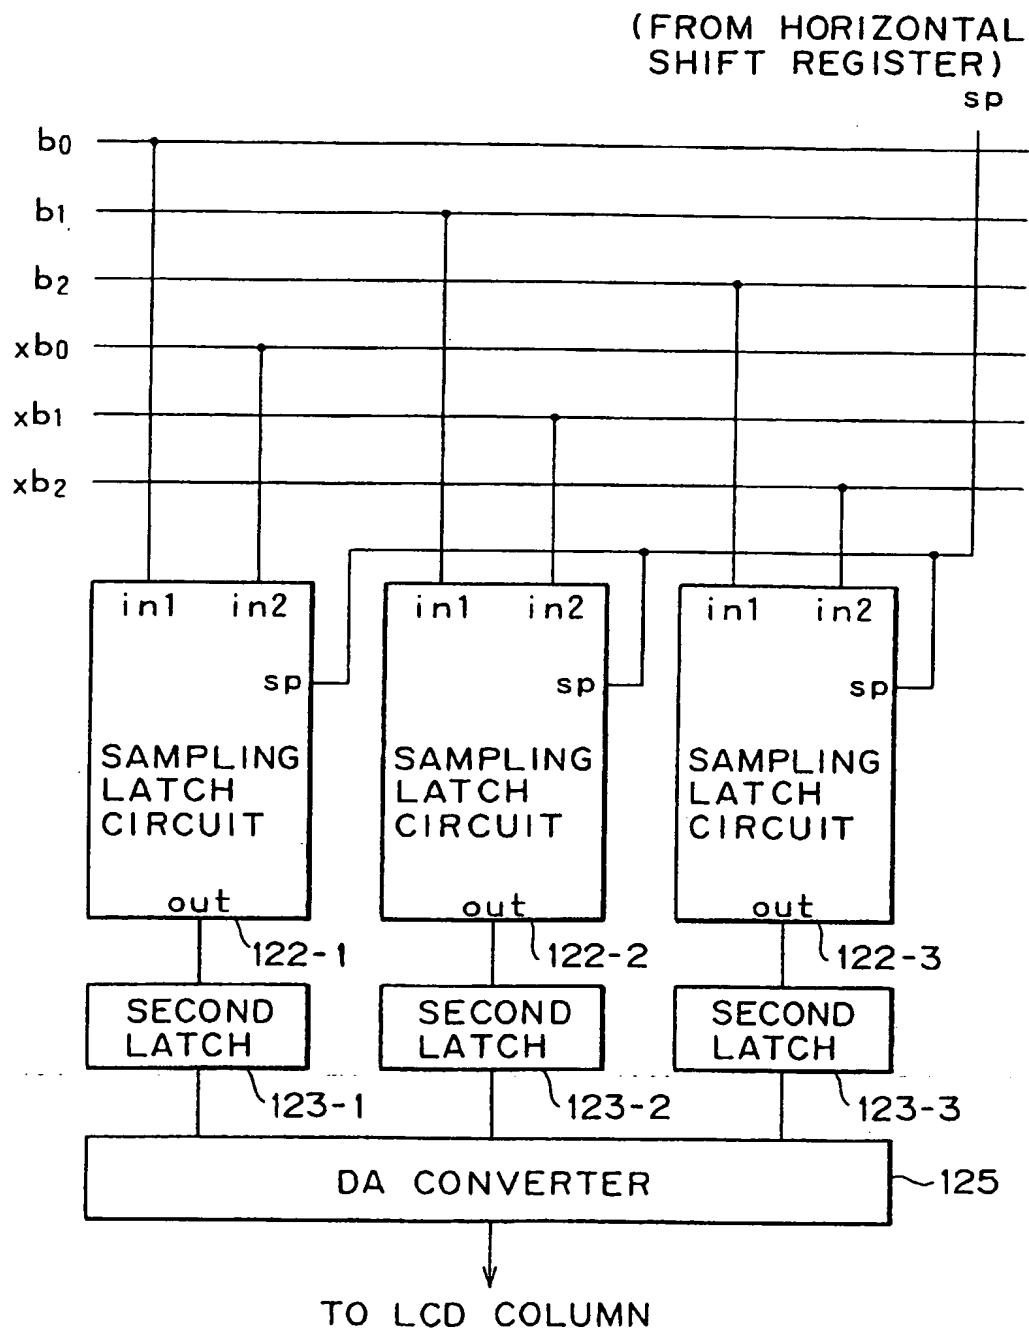 (FROM HORIZONTAL
SHIFT REGISTER)
sp
b0
b1
b2
xb0
xb1
xb2
in1 in2
in1 in2
in1 in2
sp
sp
sp
SAMPLING
LATCH
CIRCUIT
SAMPLING
LATCH
CIRCUIT
SAMPLING
LATCH
CIRCUIT
out
out
out
122-1
122-2
122-3
SECOND
LATCH
SECOND
LATCH
SECOND
LATCH
123-1
123-2
123-3
DA CONVERTER
125
TO LCD COLUMN